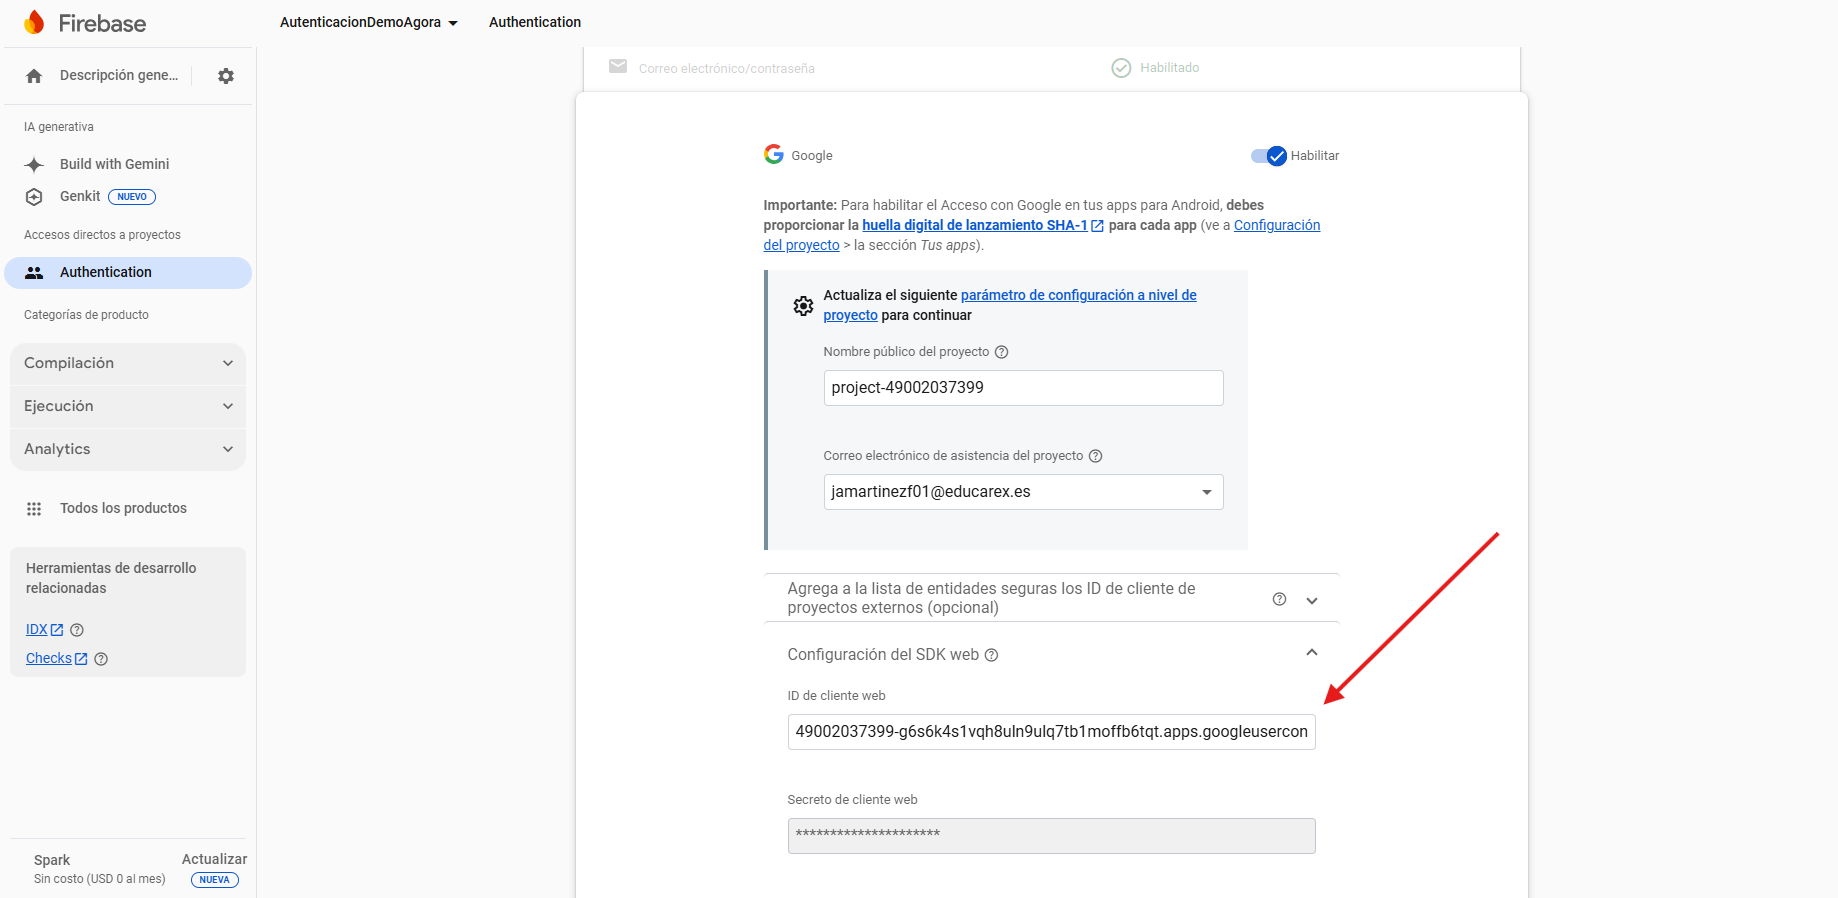 Firebase
AutenticacionDemoAgora
Authentication
Descripción gene...
IA generativa
Build with Gemini
Genkit NUEVO
Accesos directos a proyectos
Authentication
Categorías de producto
Compilación
Ejecución
Analytics
Todos los productos
Herramientas de desarrollo
relacionadas
IDX
Checks
Spark
Sin costo (USD 0 al mes)
Actualizar
NUEVA
Correo electrónico/contraseña
Habilitado
Google
Habilitar
Importante: Para habilitar el Acceso con Google en tus apps para Android, debes
proporcionar la huella digital de lanzamiento SHA-1 para cada app (ve a Configuración
del proyecto > la sección Tus apps).
Actualiza el siguiente parámetro de configuración a nivel de
proyecto para continuar
Nombre público del proyecto
project-49002037399
Correo electrónico de asistencia del proyecto
jamartinezf01@educarex.es
Agrega a la lista de entidades seguras los ID de cliente de
proyectos externos (opcional)
Configuración del SDK web
ID de cliente web
49002037399-g6s6k4s1vqh8uln9ulq7tb1moffb6tqt.apps.googleusercon
Secreto de cliente web
*********************